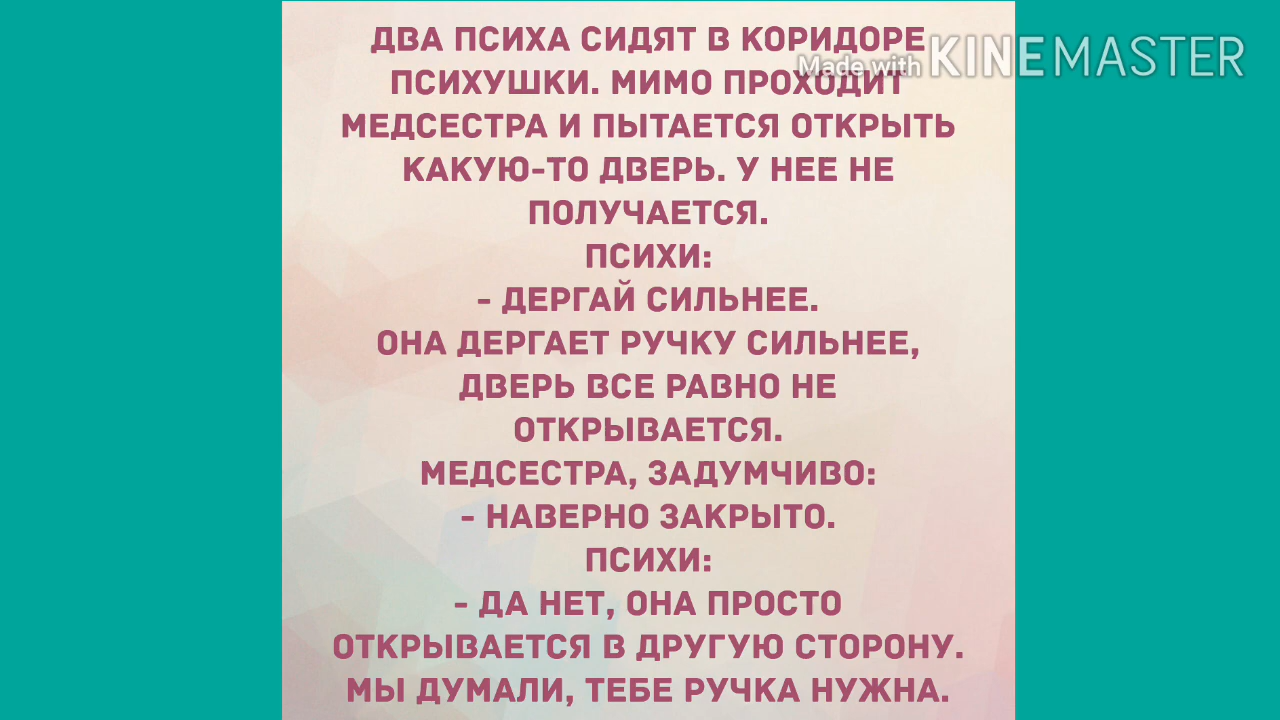 ДВА ПСИХА СИДЯТ В КОРИДОРЕ
ПСИХУШКИ. МИМО ПРОХОДИТ
МЕДСЕСТРА И ПЫТАЕТСЯ ОТКРЫТЬ
КАКУЮ-ТО ДВЕРЬ. У НЕЕ НЕ
ПОЛУЧАЕТСЯ.
ПСИХИ:
- ДЕРГАЙ СИЛЬНЕЕ.
ОНА ДЕРГАЕТ РУЧКУ СИЛЬНЕЕ,
ДВЕРЬ ВСЕ РАВНО НЕ
ОТКРЫВАЕТСЯ.
МЕДСЕСТРА, ЗАДУМЧИВО:
- НАВЕРНО ЗАКРЫТО.
ПСИХИ:
- ДА НЕТ, ОНА ПРОСТО
ОТКРЫВАЕТСЯ В ДРУГУЮ СТОРОНУ.
МЫ ДУМАЛИ, ТЕБЕ РУЧКА НУЖНА.
Made with KINEMASTER